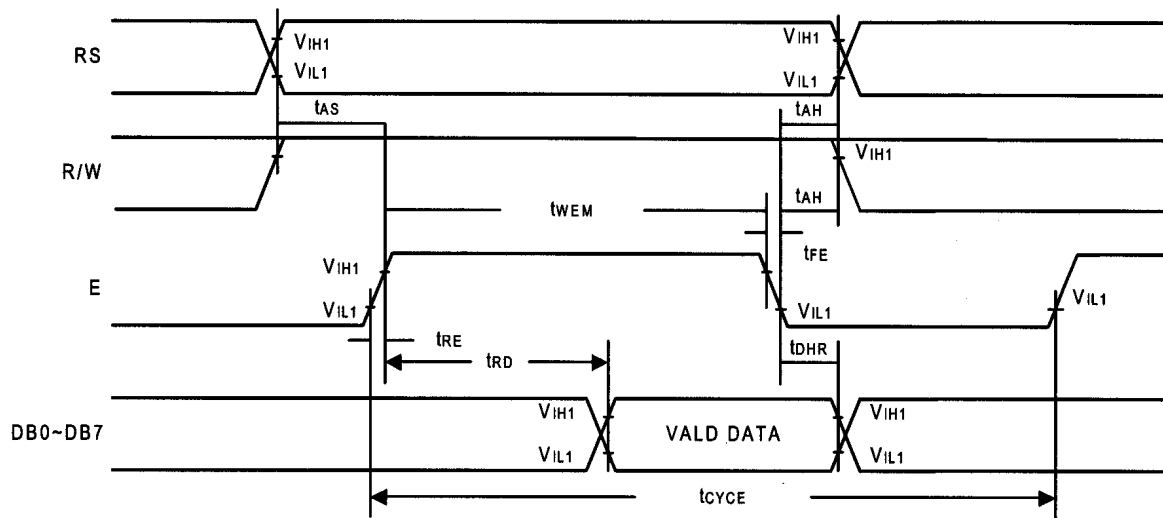 RS
VIH1
VIL1
VIH1
VIL1
tAS
tAH
R/W
VIH1
tWEM
tAH
tFE
E
VIH1
VIL1
VIL1
VIL1
tRE
tRD
tDHR
DB0~DB7
VIH1
VIL1
VALD DATA
VIH1
VIL1
tCYCE